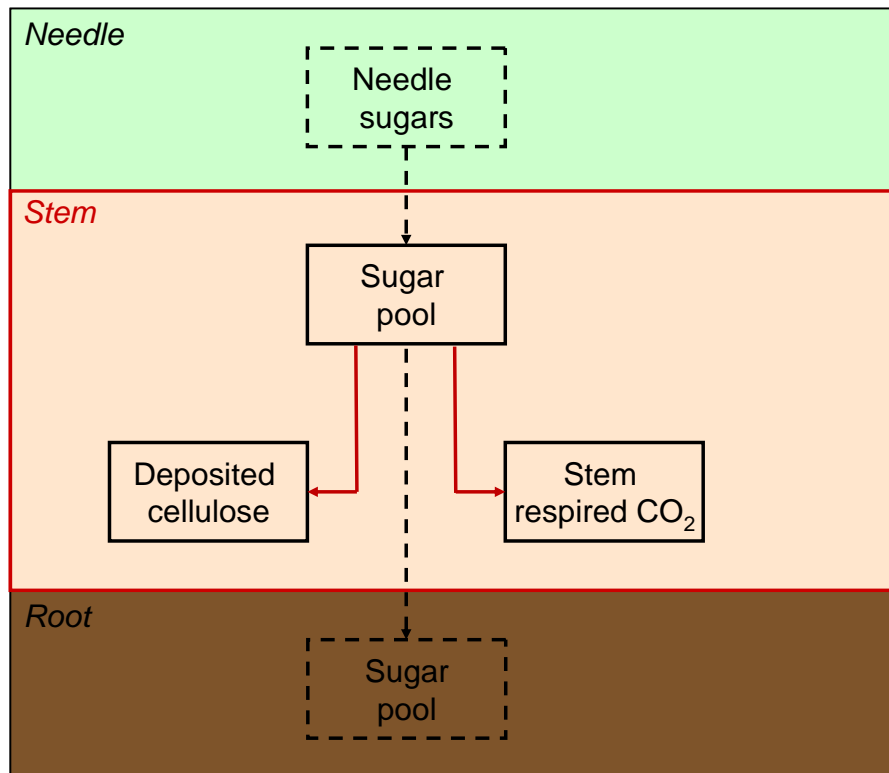 Needle
Needle
sugars
Stem
Sugar
pool
Deposited
cellulose
Stem
respired CO₂
Root
Sugar
pool